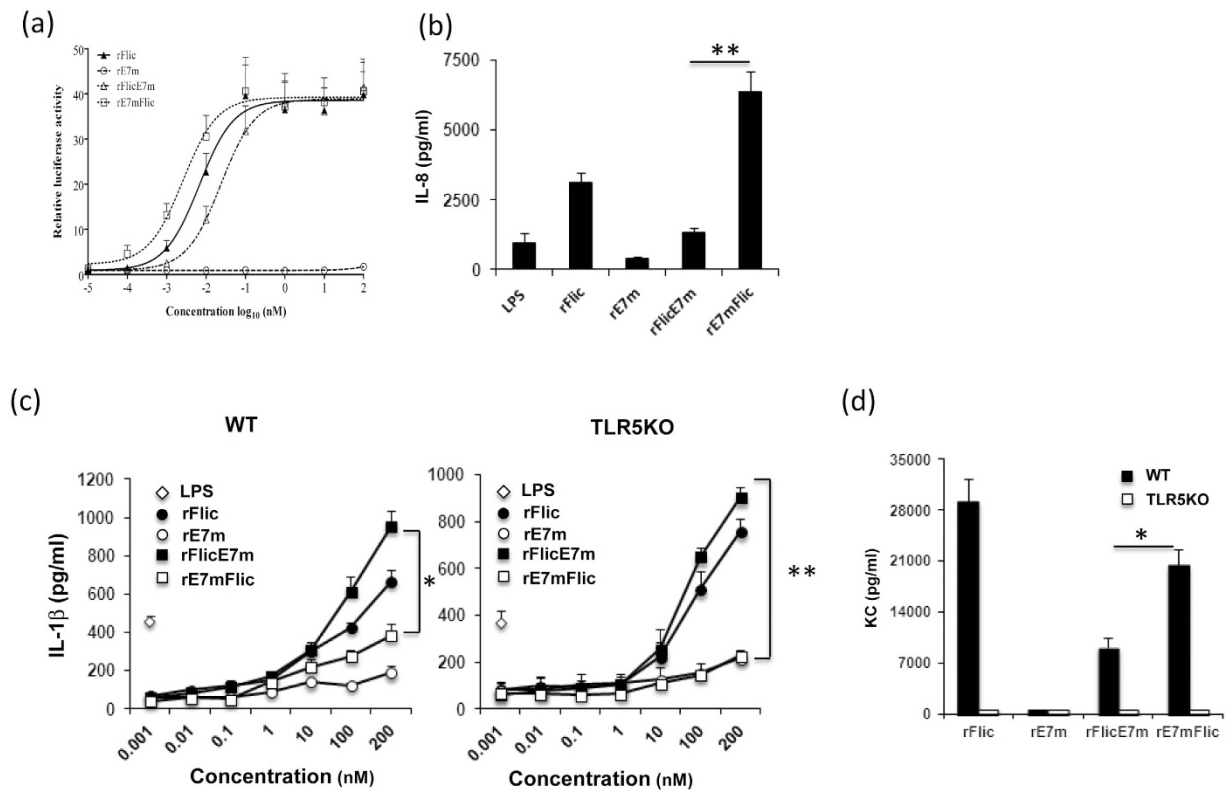 (a)
50
40
30
20
10
0
Relative luciferase activity
rFlic
rE7m
rFlicE7m
rE7mFlic
-5 -4 -3 -2 -1 0 1 2
Concentration log10 (nM)
(b)
7500
5000
2500
0
IL-8 (pg/ml)
**
LPS rFlic rE7m rFlicE7m rE7mFlic
(c)
WT
1200
1000
800
600
400
200
0
IL-1β (pg/ml)
LPS
rFlic
rE7m
rFlicE7m
rE7mFlic
*
0.001 0.01 0.1 1 10 100 200
Concentration (nM)
TLR5KO
1000
800
600
400
200
0
LPS
rFlic
rE7m
rFlicE7m
rE7mFlic
**
0.001 0.01 0.1 1 10 100 200
Concentration (nM)
(d)
35000
28000
21000
14000
7000
0
KC (pg/ml)
WT
TLR5KO
*
rFlic rE7m rFlicE7m rE7mFlic